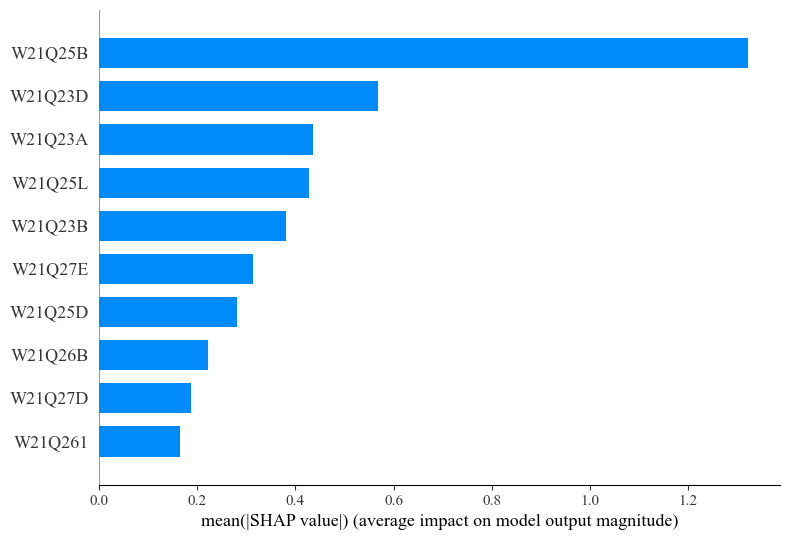 W21Q25B
W21Q23D
W21Q23A
W21Q25L
W21Q23B
W21Q27E
W21Q25D
W21Q26B
W21Q27D
W21Q261
0.0 0.2 0.4 0.6 0.8 1.0 1.2
mean(|SHAP value|) (average impact on model output magnitude)